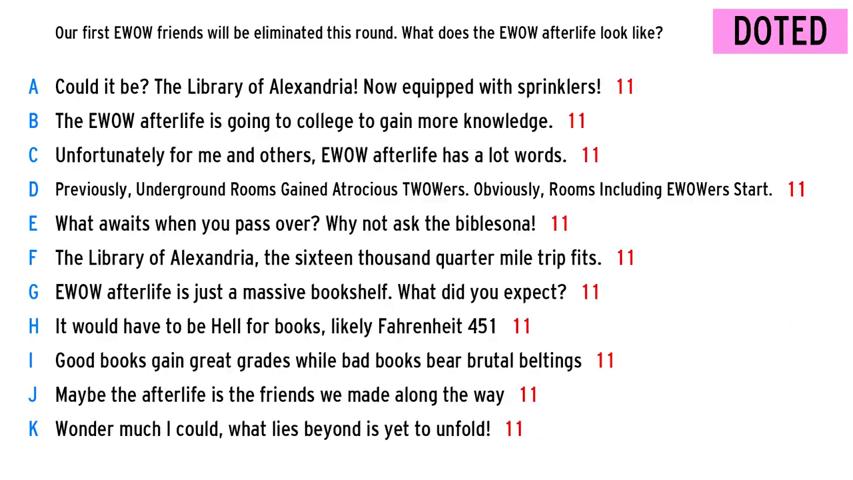 Our first EWOW friends will be eliminated this round. What does the EWOW afterlife look like?
DOTED
A Could it be? The Library of Alexandria! Now equipped with sprinklers! 11
B The EWOW afterlife is going to college to gain more knowledge. 11
C Unfortunately for me and others, EWOW afterlife has a lot words. 11
D Previously, Underground Rooms Gained Atrocious TWOWers. Obviously, Rooms Including EWOWers Start. 11
E What awaits when you pass over? Why not ask the biblesona! 11
F The Library of Alexandria, the sixteen thousand quarter mile trip fits. 11
G EWOW afterlife is just a massive bookshelf. What did you expect? 11
H It would have to be Hell for books, likely Fahrenheit 451 11
I Good books gain great grades while bad books bear brutal beltings 11
J Maybe the afterlife is the friends we made along the way 11
K Wonder much I could, what lies beyond is yet to unfold! 11